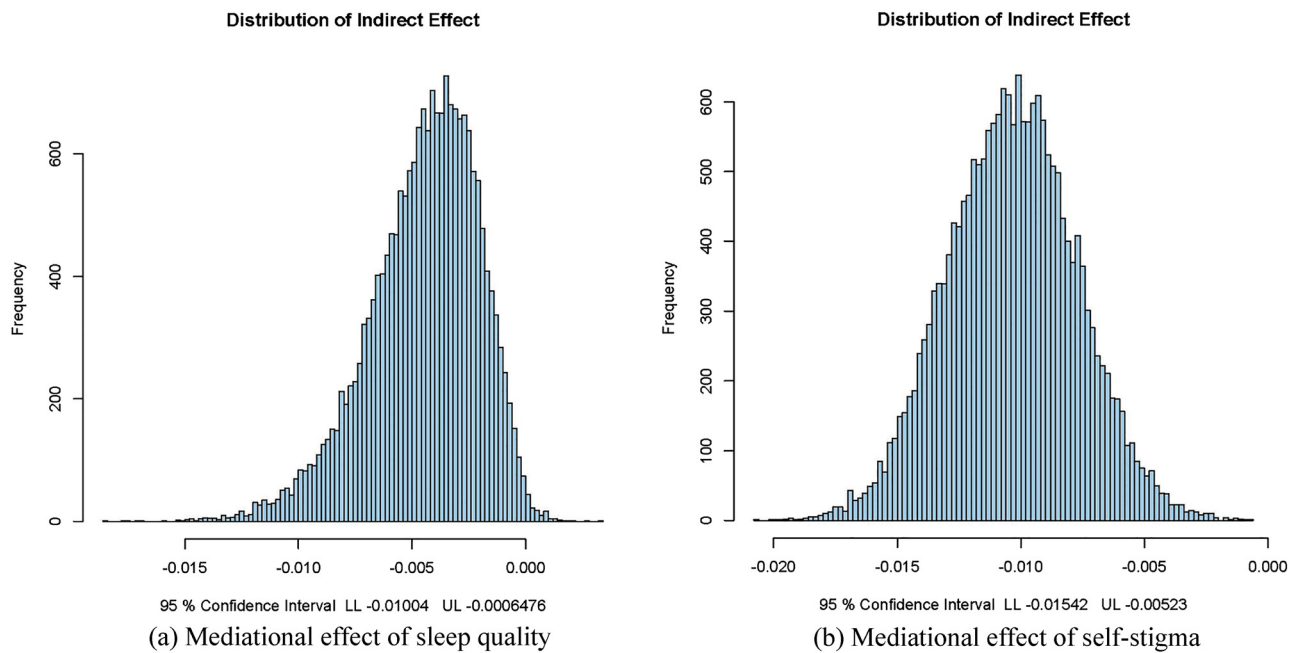 Distribution of Indirect Effect
Frequency
0
200
400
600
-0.015 -0.010 -0.005 0.000
95 % Confidence Interval LL -0.01004 UL -0.0006476
(a) Mediational effect of sleep quality
Distribution of Indirect Effect
Frequency
0
100
200
300
400
500
600
-0.020 -0.015 -0.010 -0.005 0.000
95 % Confidence Interval LL -0.01542 UL -0.00523
(b) Mediational effect of self-stigma